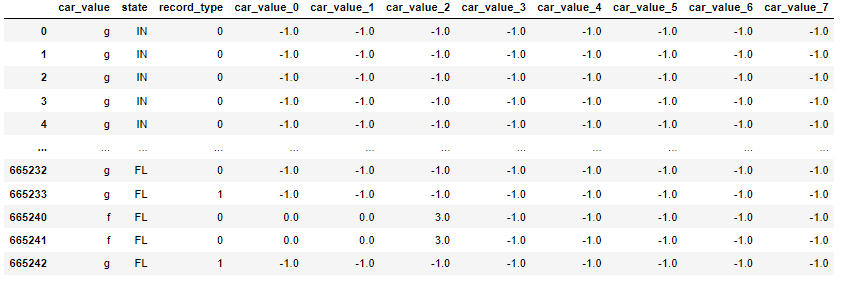 car_value state record_type car_value_0 car_value_1 car_value_2 car_value_3 car_value_4 car_value_5 car_value_6 car_value_7
0 g IN 0 -1.0 -1.0 -1.0 -1.0 -1.0 -1.0 -1.0 -1.0
1 g IN 0 -1.0 -1.0 -1.0 -1.0 -1.0 -1.0 -1.0 -1.0
2 g IN 0 -1.0 -1.0 -1.0 -1.0 -1.0 -1.0 -1.0 -1.0
3 g IN 0 -1.0 -1.0 -1.0 -1.0 -1.0 -1.0 -1.0 -1.0
4 g IN 0 -1.0 -1.0 -1.0 -1.0 -1.0 -1.0 -1.0 -1.0
... ... ... ... ... ... ... ... ... ... ... ...
665232 g FL 0 -1.0 -1.0 -1.0 -1.0 -1.0 -1.0 -1.0 -1.0
665233 g FL 1 -1.0 -1.0 -1.0 -1.0 -1.0 -1.0 -1.0 -1.0
665240 f FL 0 0.0 0.0 3.0 -1.0 -1.0 -1.0 -1.0 -1.0
665241 f FL 0 0.0 0.0 3.0 -1.0 -1.0 -1.0 -1.0 -1.0
665242 g FL 1 -1.0 -1.0 -1.0 -1.0 -1.0 -1.0 -1.0 -1.0